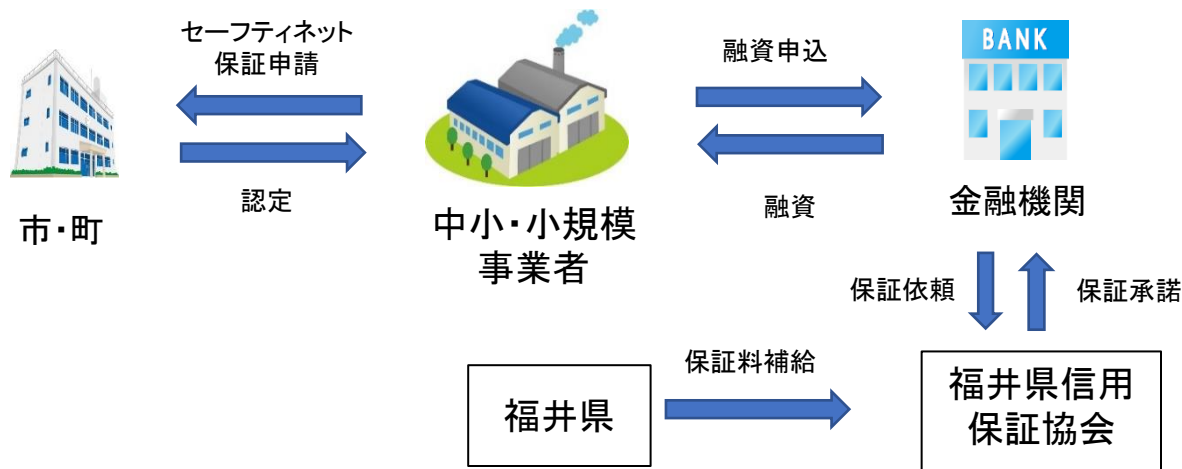 セーフティネット
保証申請
認定
市・町
中小・小規模
事業者
融資申込
融資
BANK
金融機関
保証依頼
保証承諾
福井県
保証料補給
福井県信用
保証協会